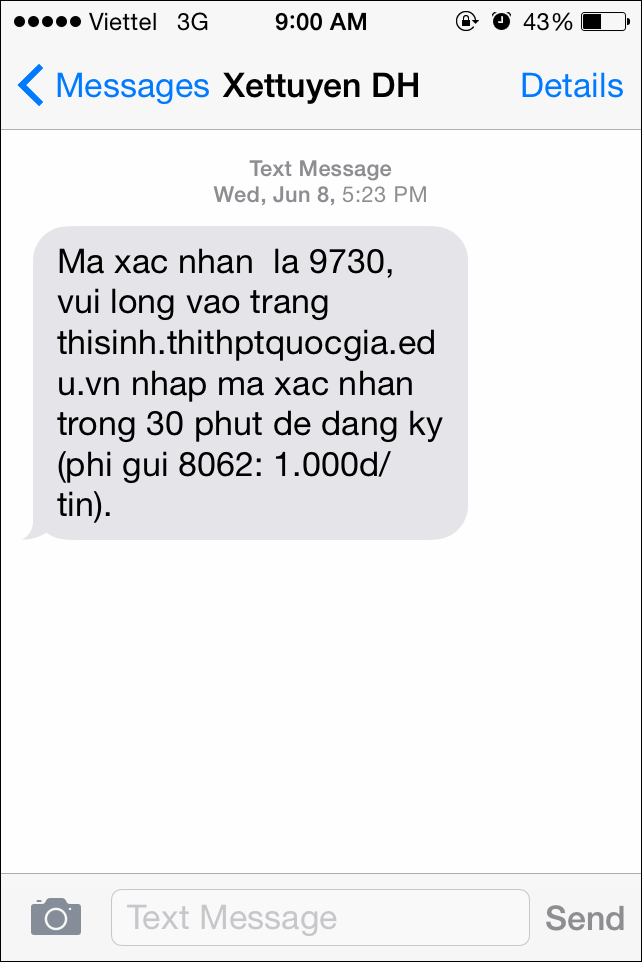 Viettel 3G 9:00 AM 43%
Messages Xettuyen DH Details
Text Message
Wed, Jun 8, 5:23 PM
Ma xac nhan  la 9730,
vui long vao trang
thisinh.thithptquocgia.ed
u.vn nhap ma xac nhan
trong 30 phut de dang ky
(phi gui 8062: 1.000d/
tin).
Text Message Send